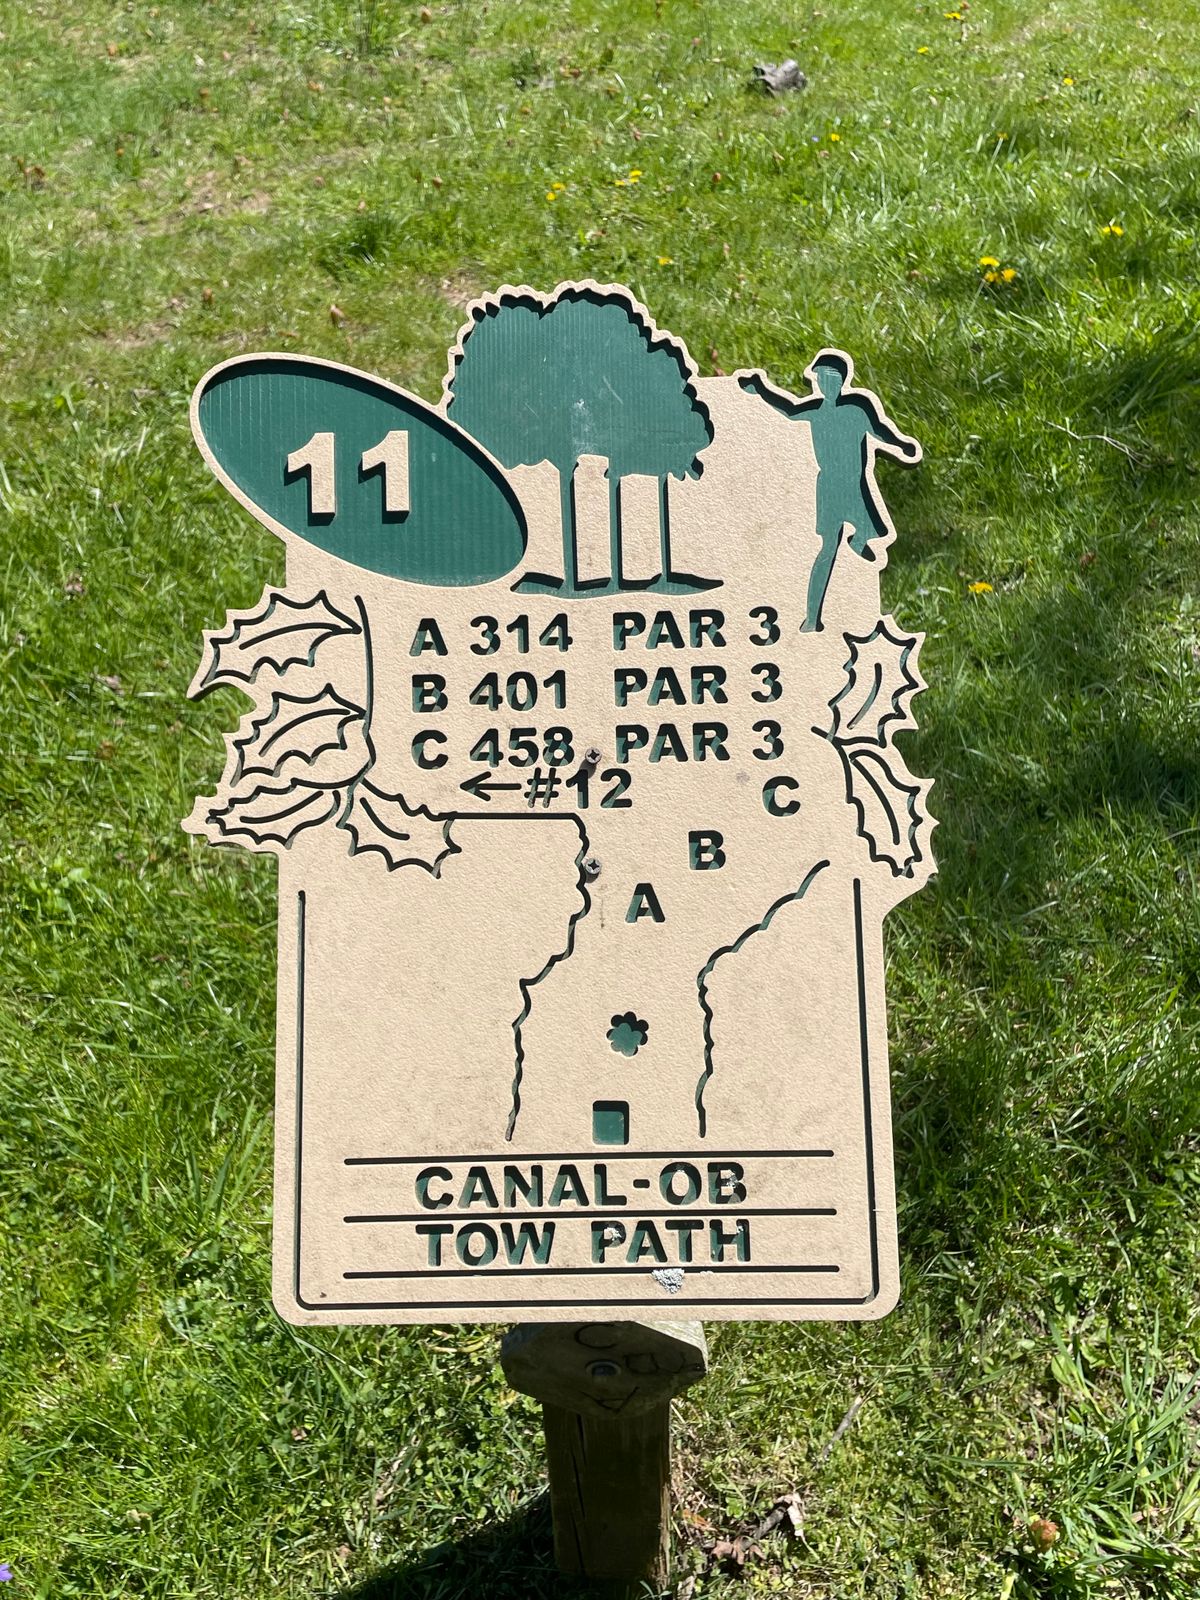 11
A 314 PAR 3
B 401 PAR 3
C 458 PAR 3
←#12
C
B
A
CANAL-OB
TOW PATH